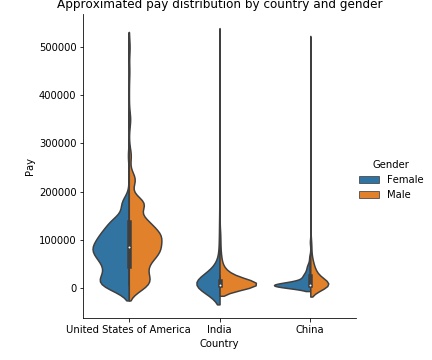 Approximated pay distribution by country and gender
500000
400000
300000
200000
100000
0
Pay
United States of America
India
China
Country
Gender
Female
Male